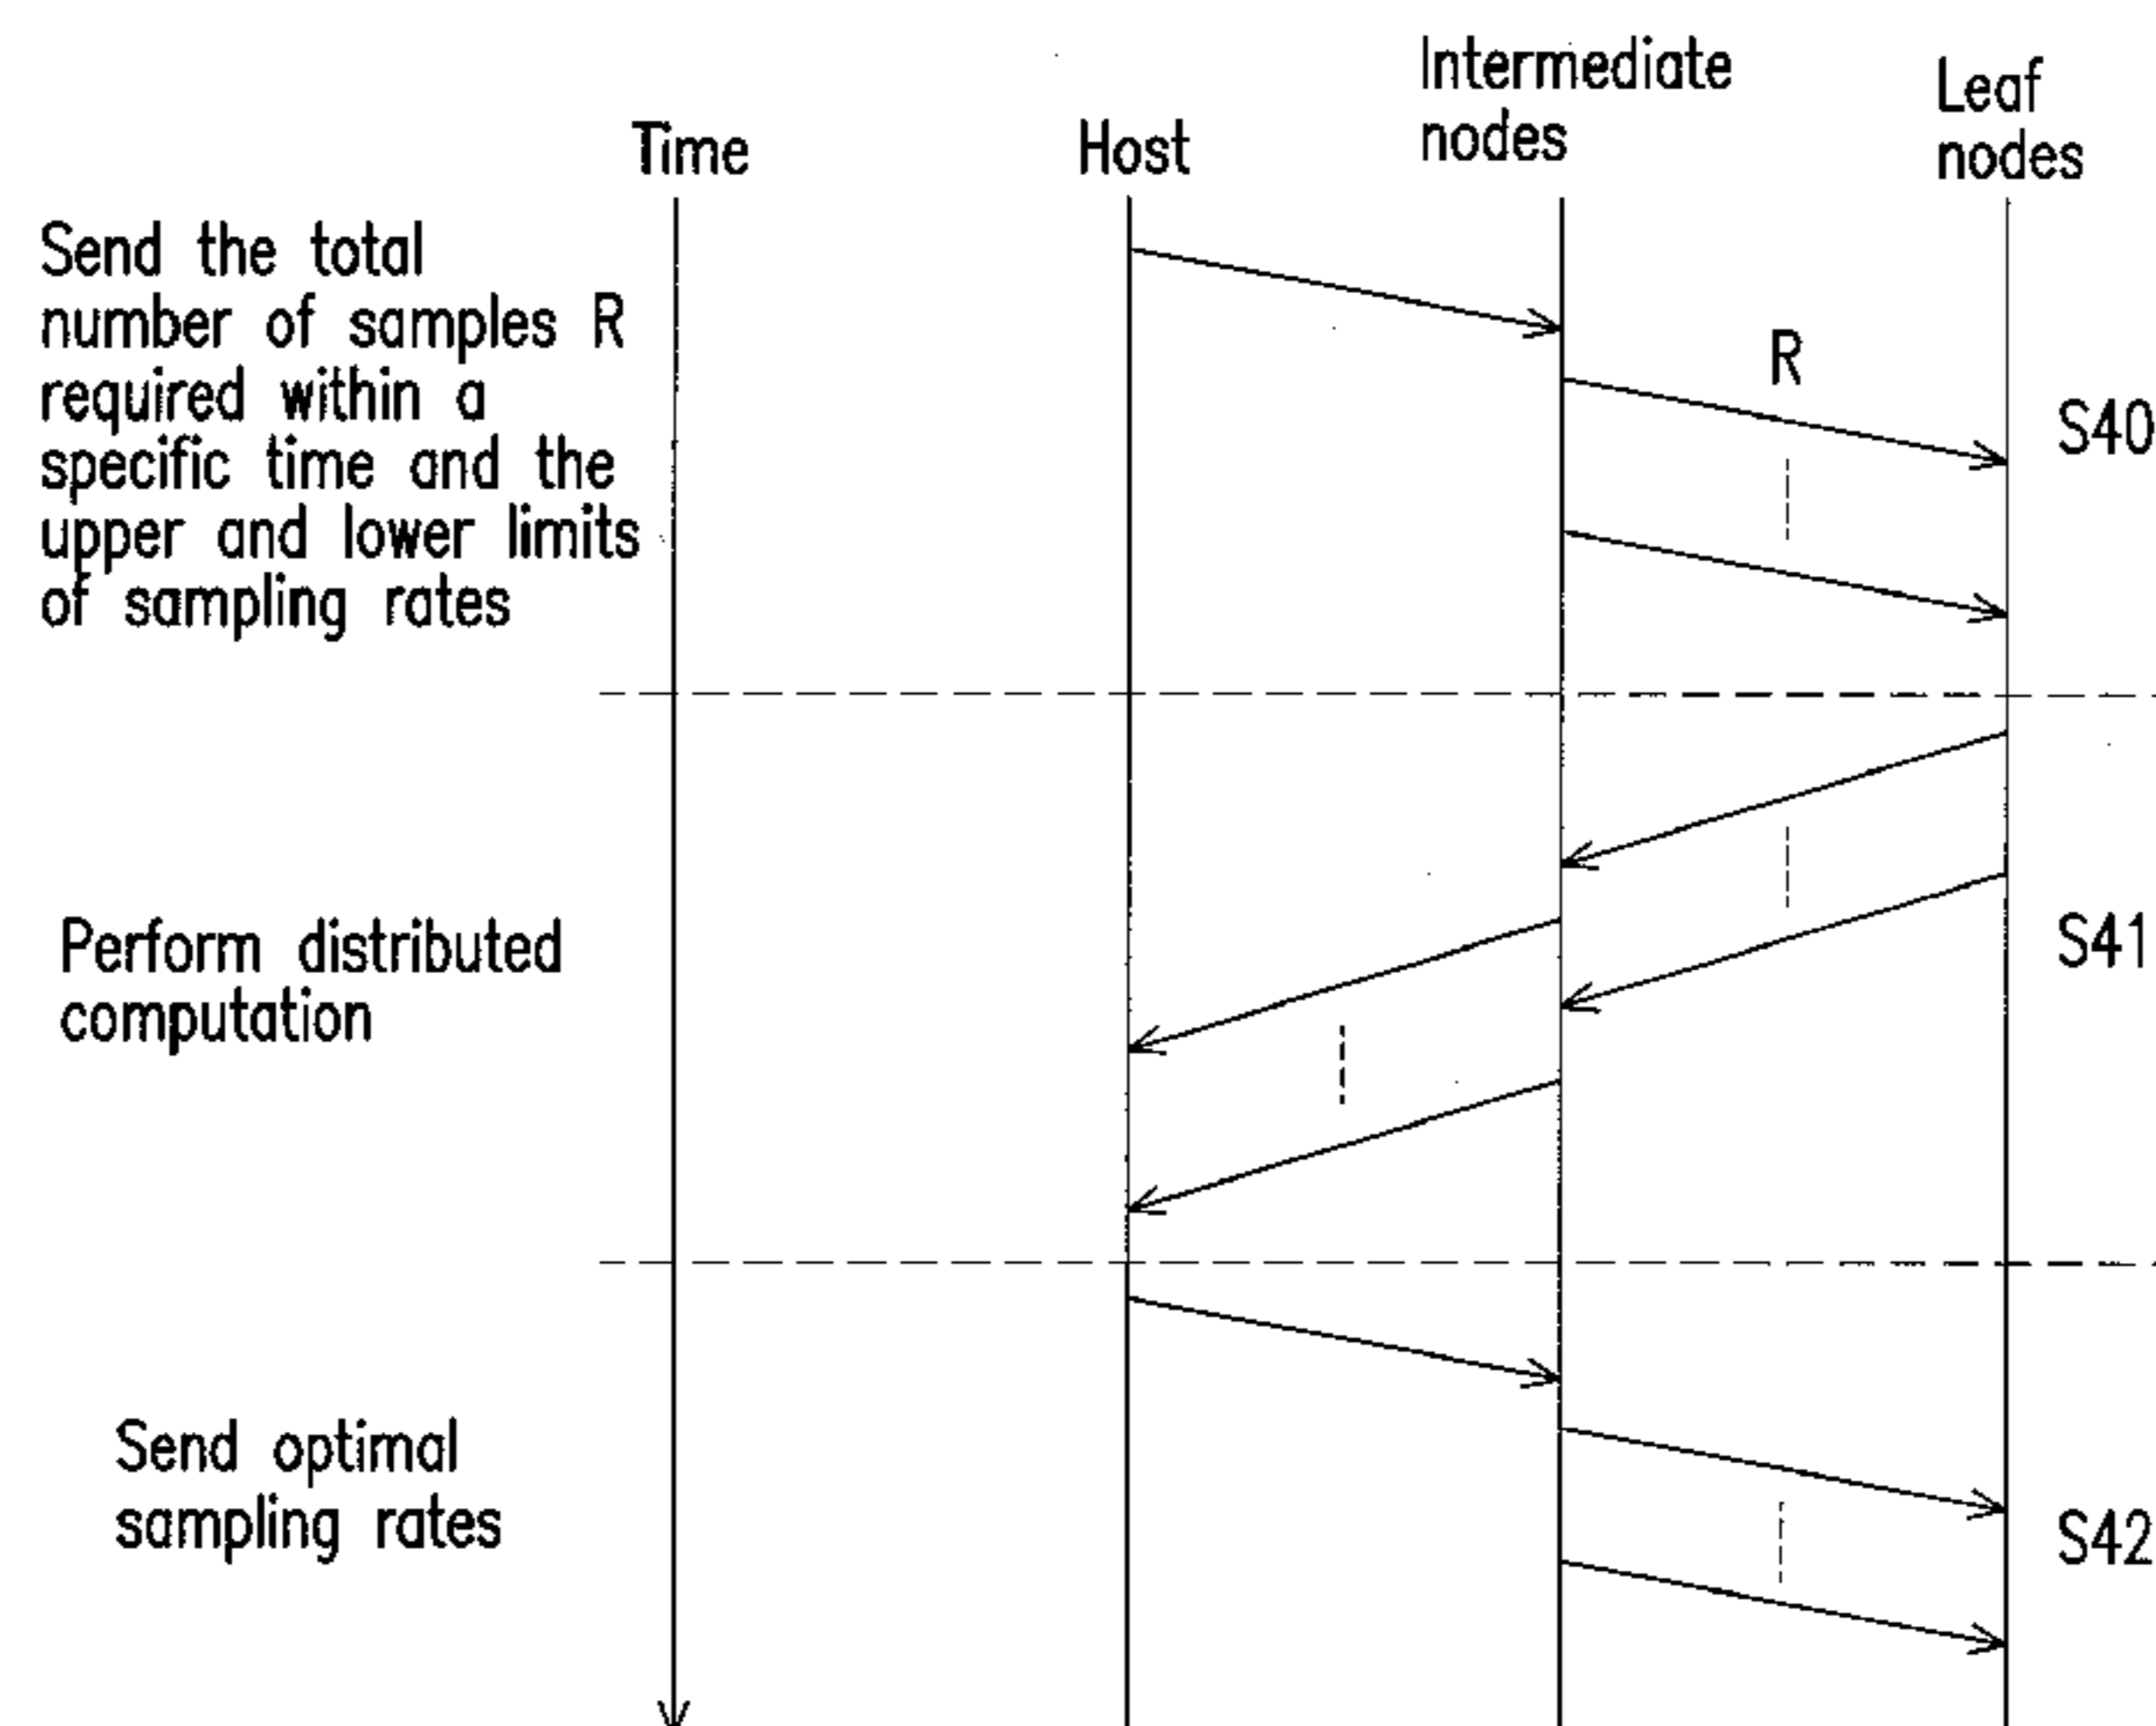 Time
Host
Intermediate
nodes
Leaf
nodes
Send the total
number of samples R
required within a
specific time and the
upper and lower limits
of sampling rates
R
S40
Perform distributed
computation
S41
Send optimal
sampling rates
S42